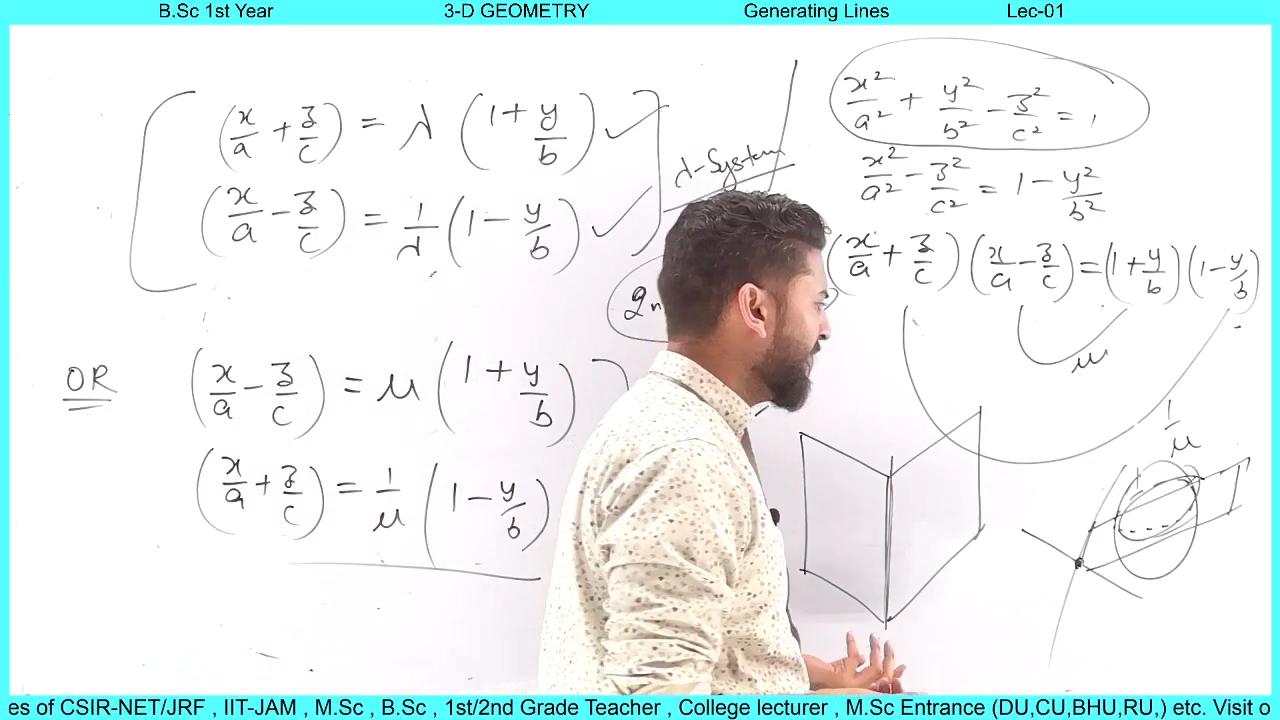 B.Sc 1st Year 3-D GEOMETRY Generating Lines Lec-01
(x/a + z/c) = λ (1 + y/b)
(x/a - z/c) = 1/λ (1 - y/b)
λ-System
OR
(x/a - z/c) = μ (1 + y/b)
(x/a + z/c) = 1/μ (1 - y/b)
x²/a² + y²/b² - z²/c² = 1
x²/a² - z²/c² = 1 - y²/b²
(x/a + z/c) (x/a - z/c) = (1 + y/b) (1 - y/b)
μ
1/μ
es of CSIR-NET/JRF , IIT-JAM , M.Sc , B.Sc , 1st/2nd Grade Teacher , College lecturer , M.Sc Entrance (DU,CU,BHU,RU,) etc. Visit o